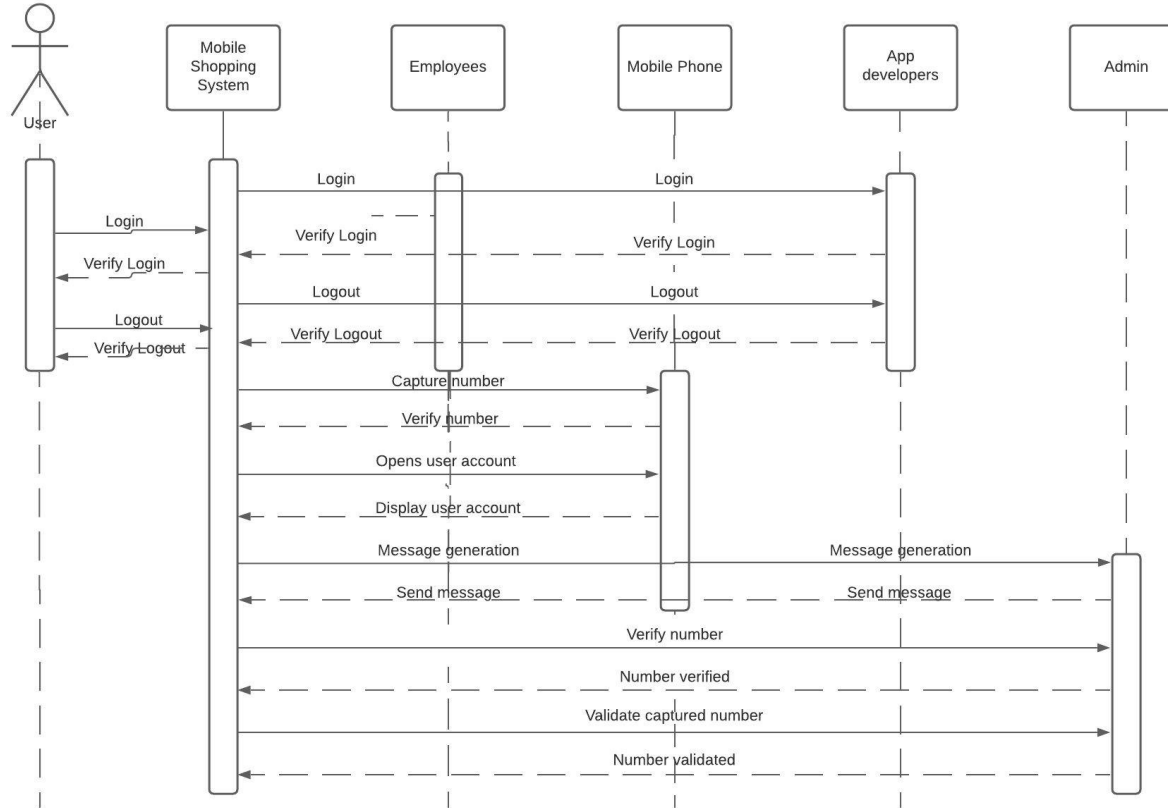 Mobile
Shopping
System
Employees
Mobile Phone
App
developers
Admin
User
Login
Login
Login
Verify Login
Verify Login
Verify Login
Logout
Logout
Logout
Verify Logout
Verify Logout
Verify Logout
Capture number
Verify number
Opens user account
Display user account
Message generation
Message generation
Send message
Send message
Verify number
Number verified
Validate captured number
Number validated